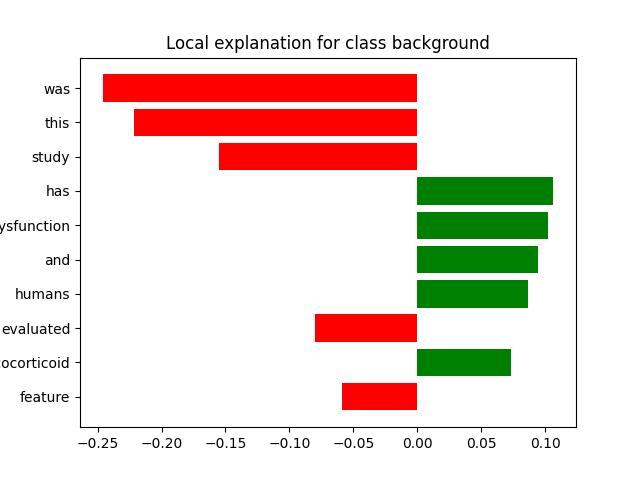 Local explanation for class background
was
this
study
has
ysfunction
and
humans
evaluated
ocorticoid
feature
−0.25 −0.20 −0.15 −0.10 −0.05 0.00 0.05 0.10